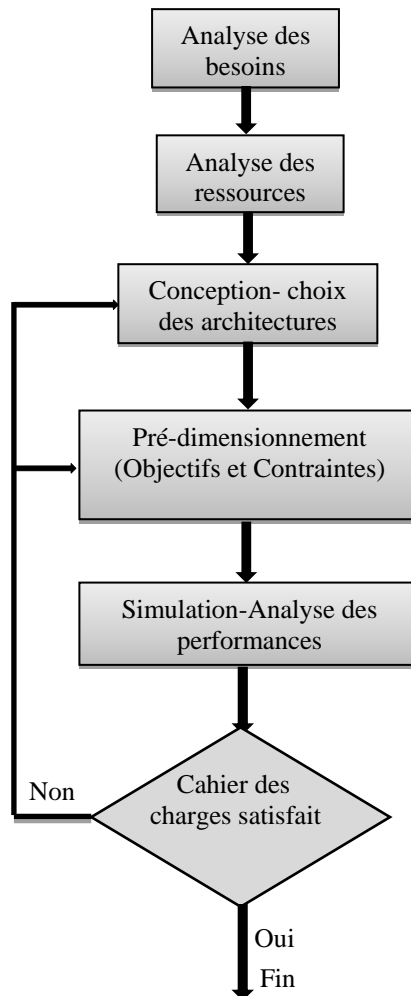 Analyse des
besoins
Analyse des
ressources
Conception- choix
des architectures
Pré-dimensionnement
(Objectifs et Contraintes)
Simulation-Analyse des
performances
Cahier des
charges satisfait
Non
Oui
Fin